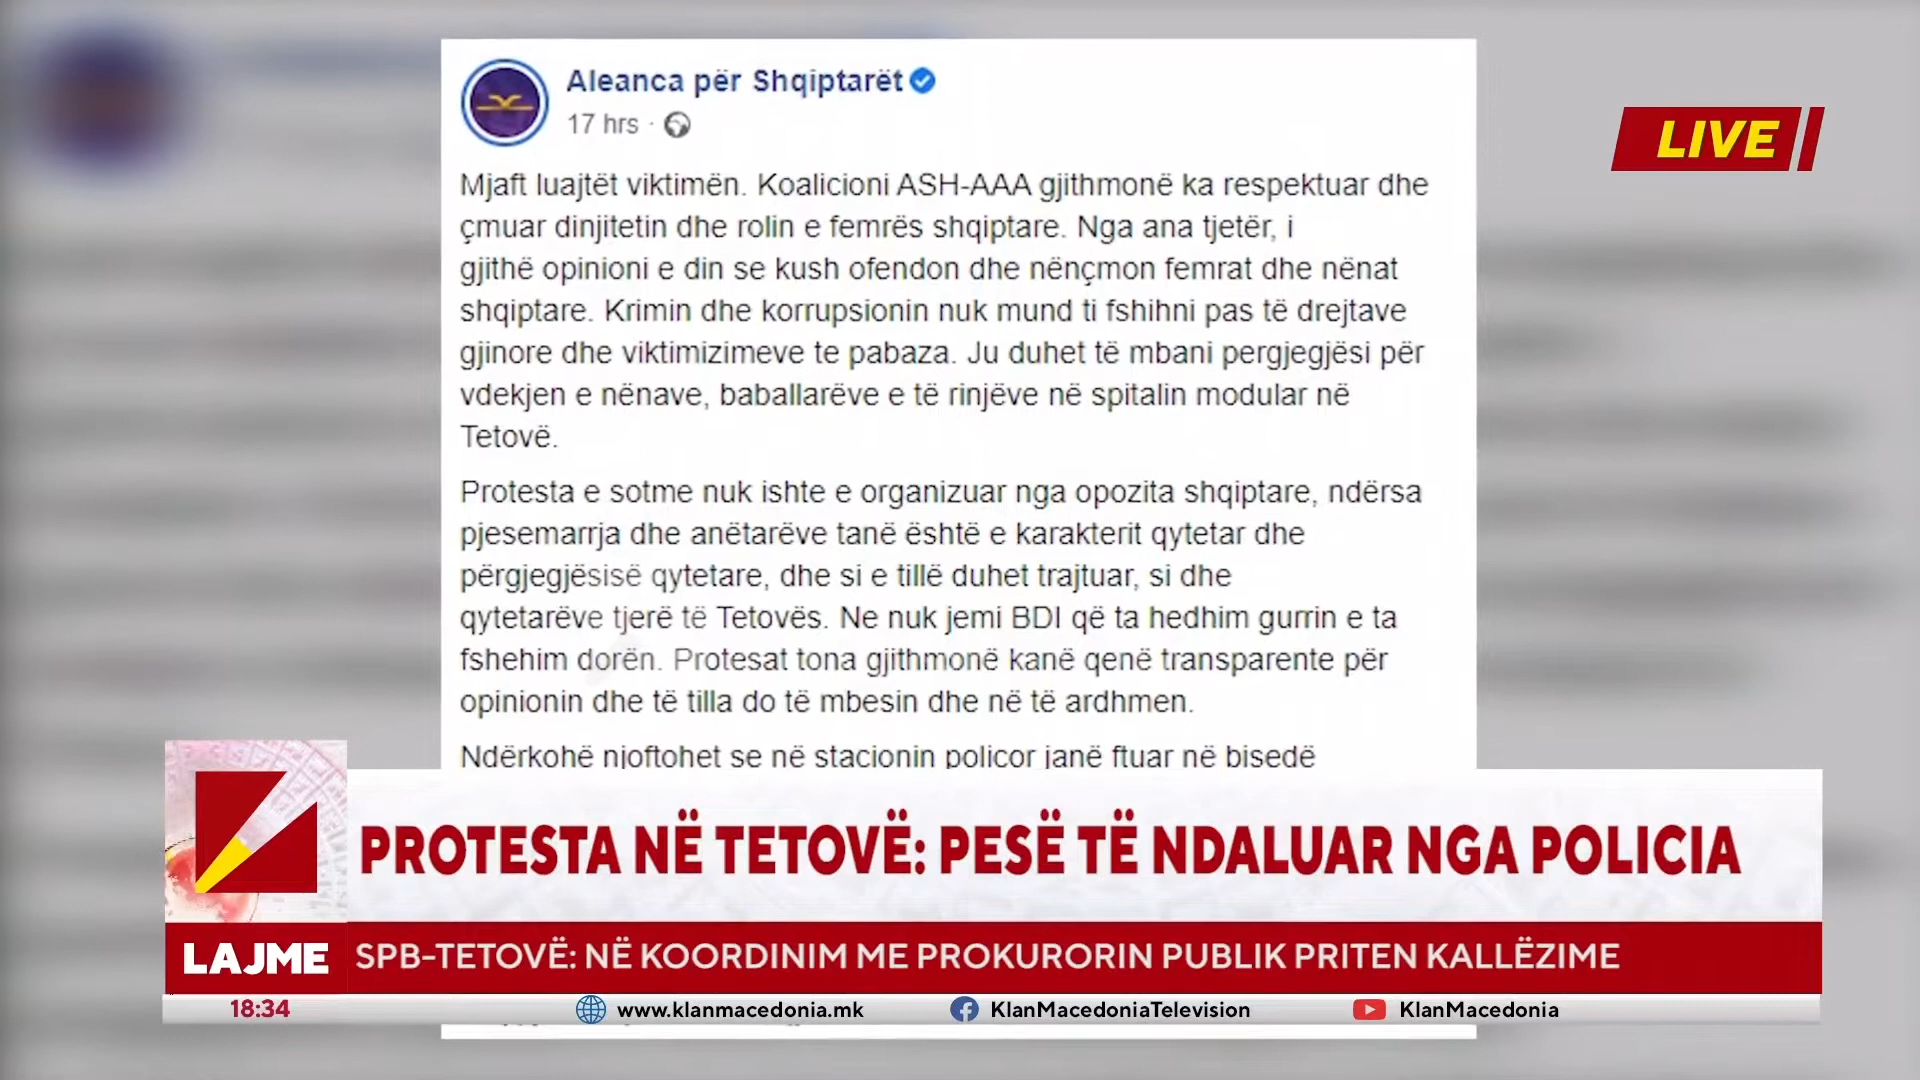 Aleanca për Shqiptarët
17 hrs ·
LIVE
Mjaft luajtët viktimën. Koalicioni ASH-AAA gjithmonë ka respektuar dhe
çmuar dinjitetin dhe rolin e femrës shqiptare. Nga ana tjetër, i
gjithë opinioni e din se kush ofendon dhe nënçmon femrat dhe nënat
shqiptare. Krimin dhe korrupsionin nuk mund ti fshihni pas të drejtave
gjinore dhe viktimizimeve te pabaza. Ju duhet të mbani pergjegjësi për
vdekjen e nënave, baballarëve e të rinjëve në spitalin modular në
Tetovë.
Protesta e sotme nuk ishte e organizuar nga opozita shqiptare, ndërsa
pjesemarrja dhe anëtarëve tanë është e karakterit qytetar dhe
përgjegjësisë qytetare, dhe si e tillë duhet trajtuar, si dhe
qytetarëve tjerë të Tetovës. Ne nuk jemi BDI që ta hedhim gurrin e ta
fshehim dorën. Protesat tona gjithmonë kanë qenë transparente për
opinionin dhe të tilla do të mbesin dhe në të ardhmen.
Ndërkohë njoftohet se në stacionin policor janë ftuar në bisedë
PROTESTA NË TETOVË: PESË TË NDALUAR NGA POLICIA
LAJME
SPB-TETOVË: NË KOORDINIM ME PROKURORIN PUBLIK PRITEN KALLËZIME
18:34
www.klanmacedonia.mk
KlanMacedoniaTelevision
KlanMacedonia